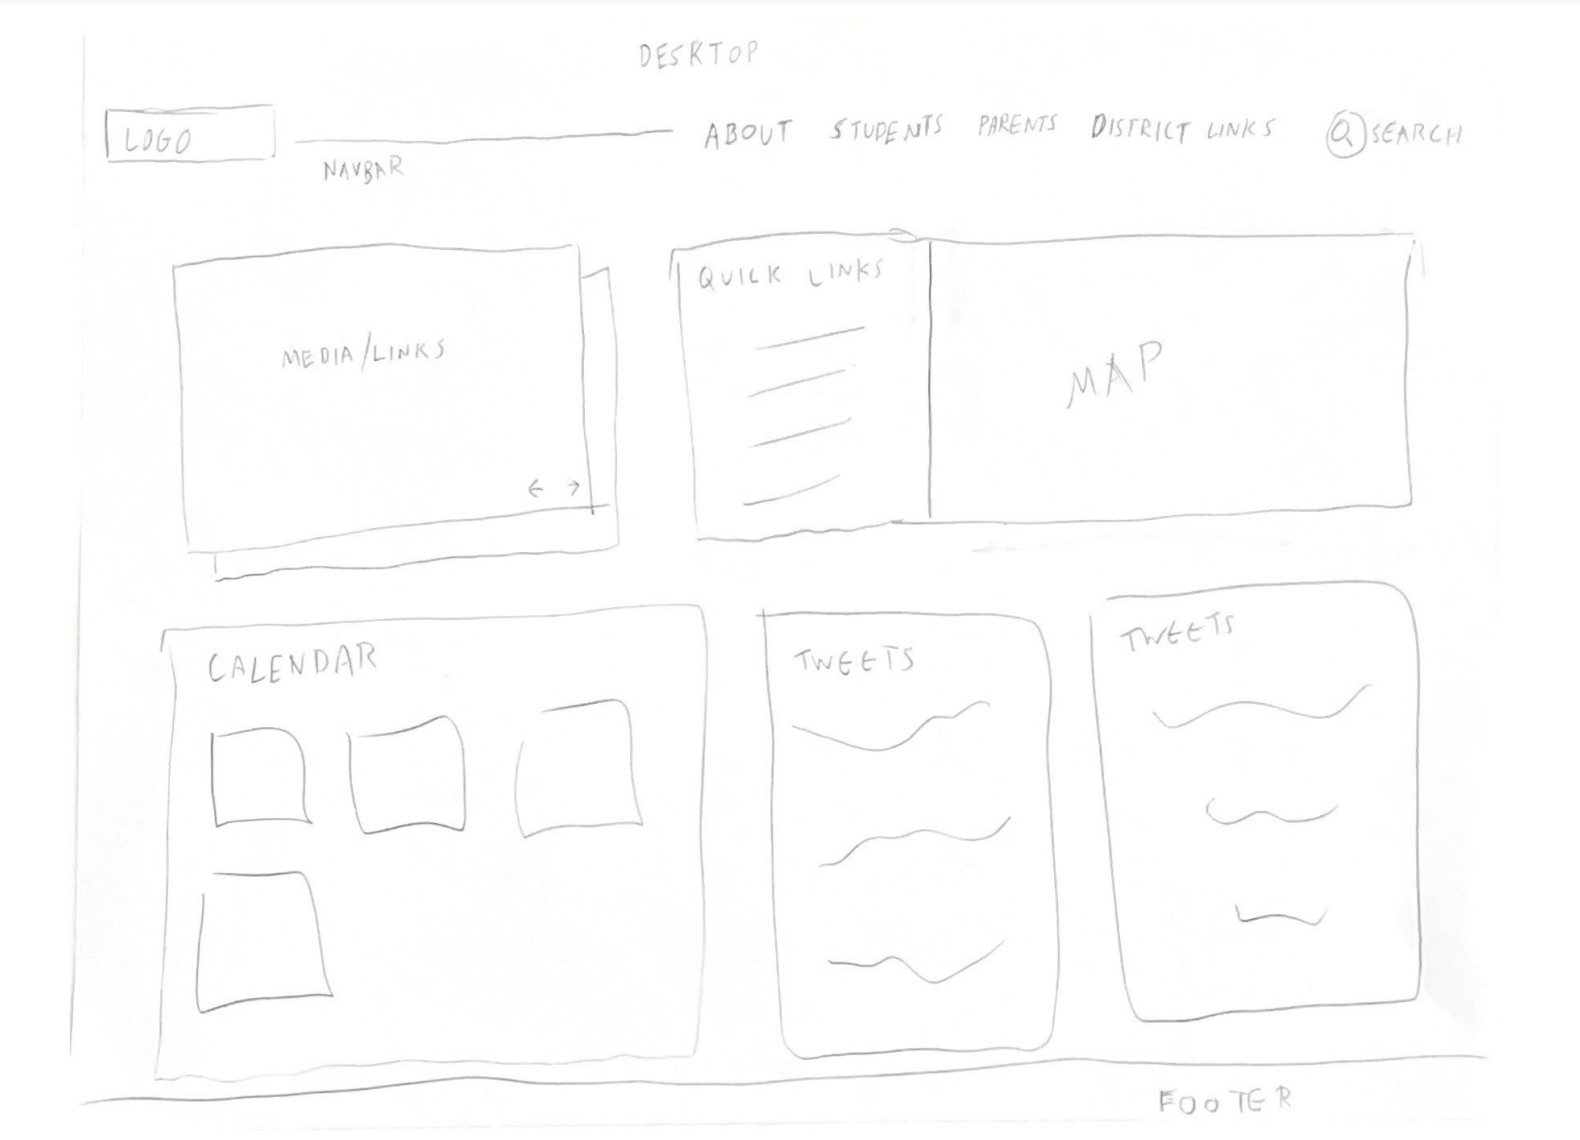 DESKTOP
LOGO
NAVBAR
ABOUT STUDENTS PARENTS DISTRICT LINKS SEARCH
MEDIA/LINKS
← →
QUICK LINKS
MAP
CALENDAR
TWEETS
TWEETS
FOOTER